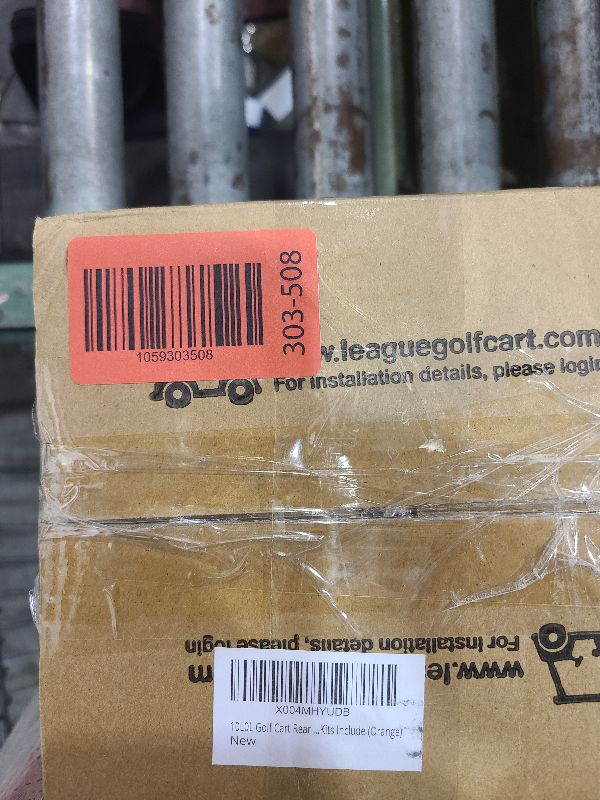 1059303508
303-508
w.leaguegolfcart.com
For installation details, please login
For installation details, please login
www.le
m
X004MHYUDB
10L0L Golf Cart Rear ...Kits Include (Orange)
New